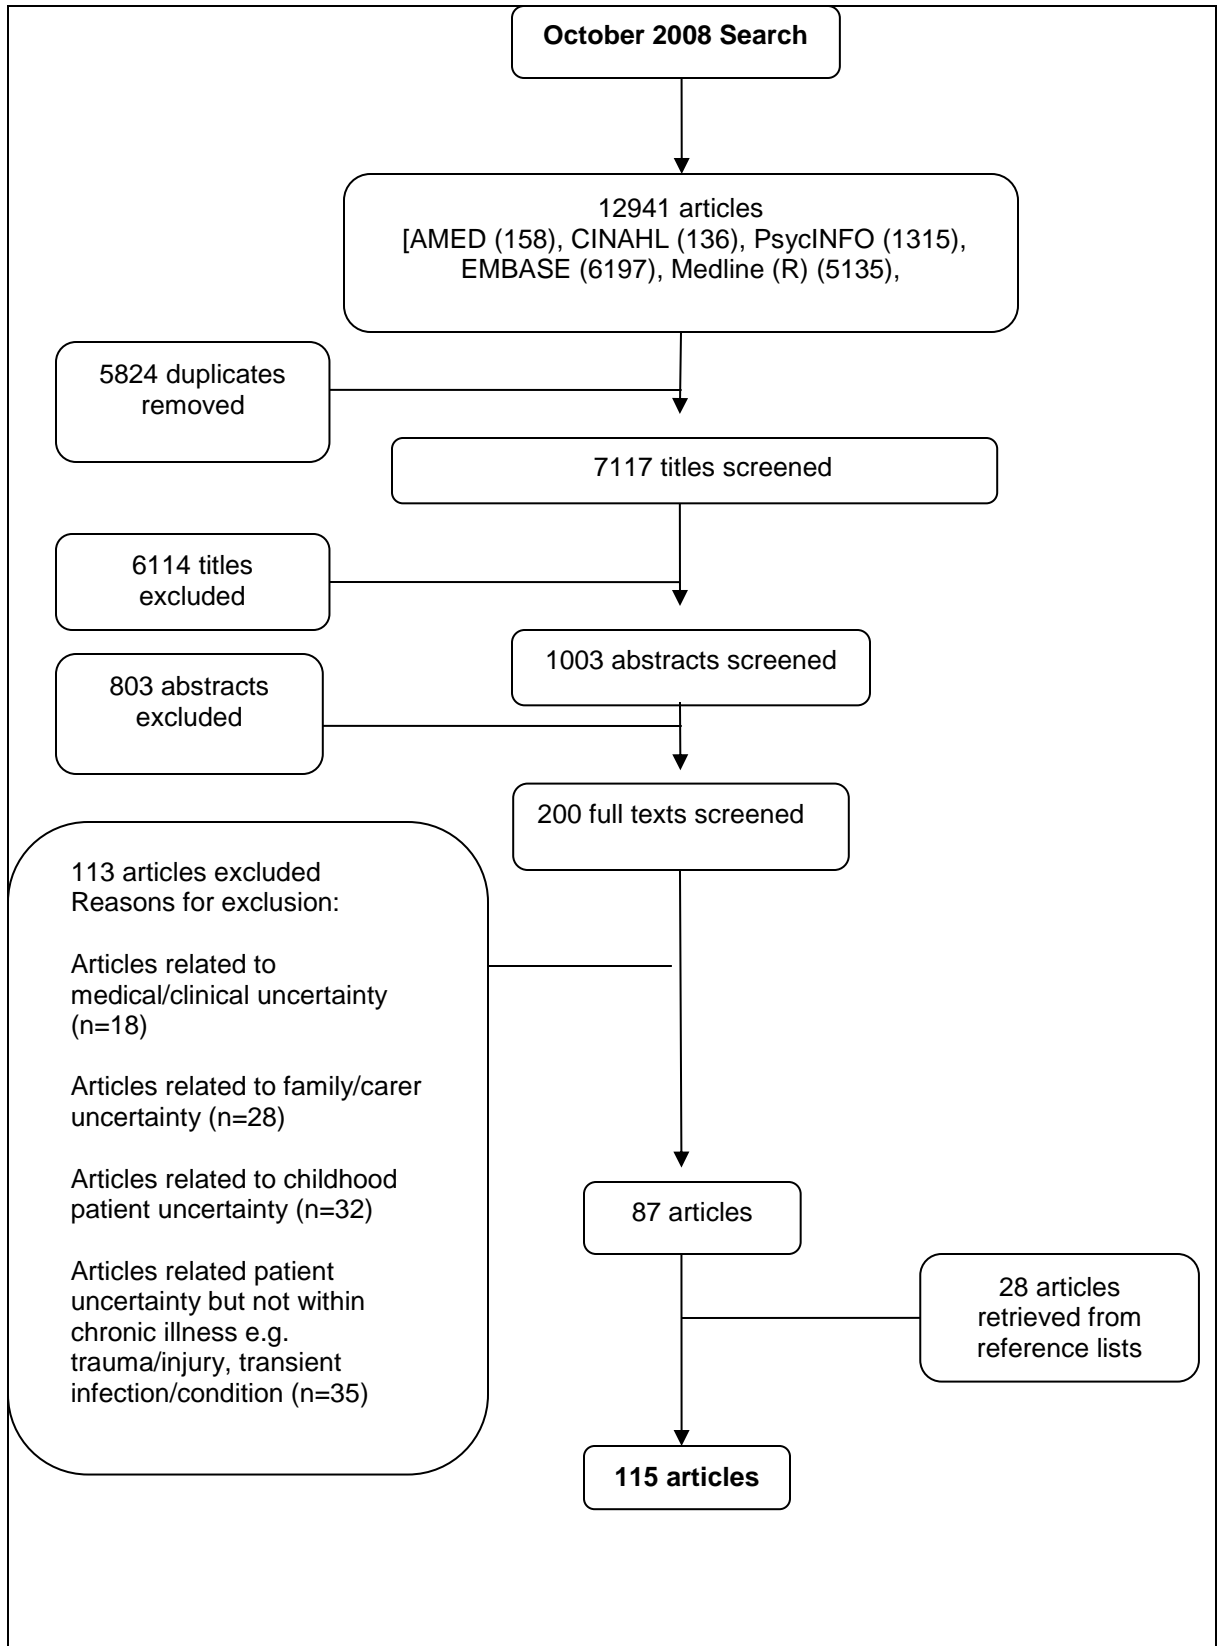 October 2008 Search
12941 articles
[AMED (158), CINAHL (136), PsycINFO (1315),
EMBASE (6197), Medline (R) (5135),
5824 duplicates
removed
7117 titles screened
6114 titles
excluded
1003 abstracts screened
803 abstracts
excluded
200 full texts screened
113 articles excluded
Reasons for exclusion:
Articles related to
medical/clinical uncertainty
(n=18)
Articles related to family/carer
uncertainty (n=28)
Articles related to childhood
patient uncertainty (n=32)
Articles related patient
uncertainty but not within
chronic illness e.g.
trauma/injury, transient
infection/condition (n=35)
87 articles
28 articles
retrieved from
reference lists
115 articles